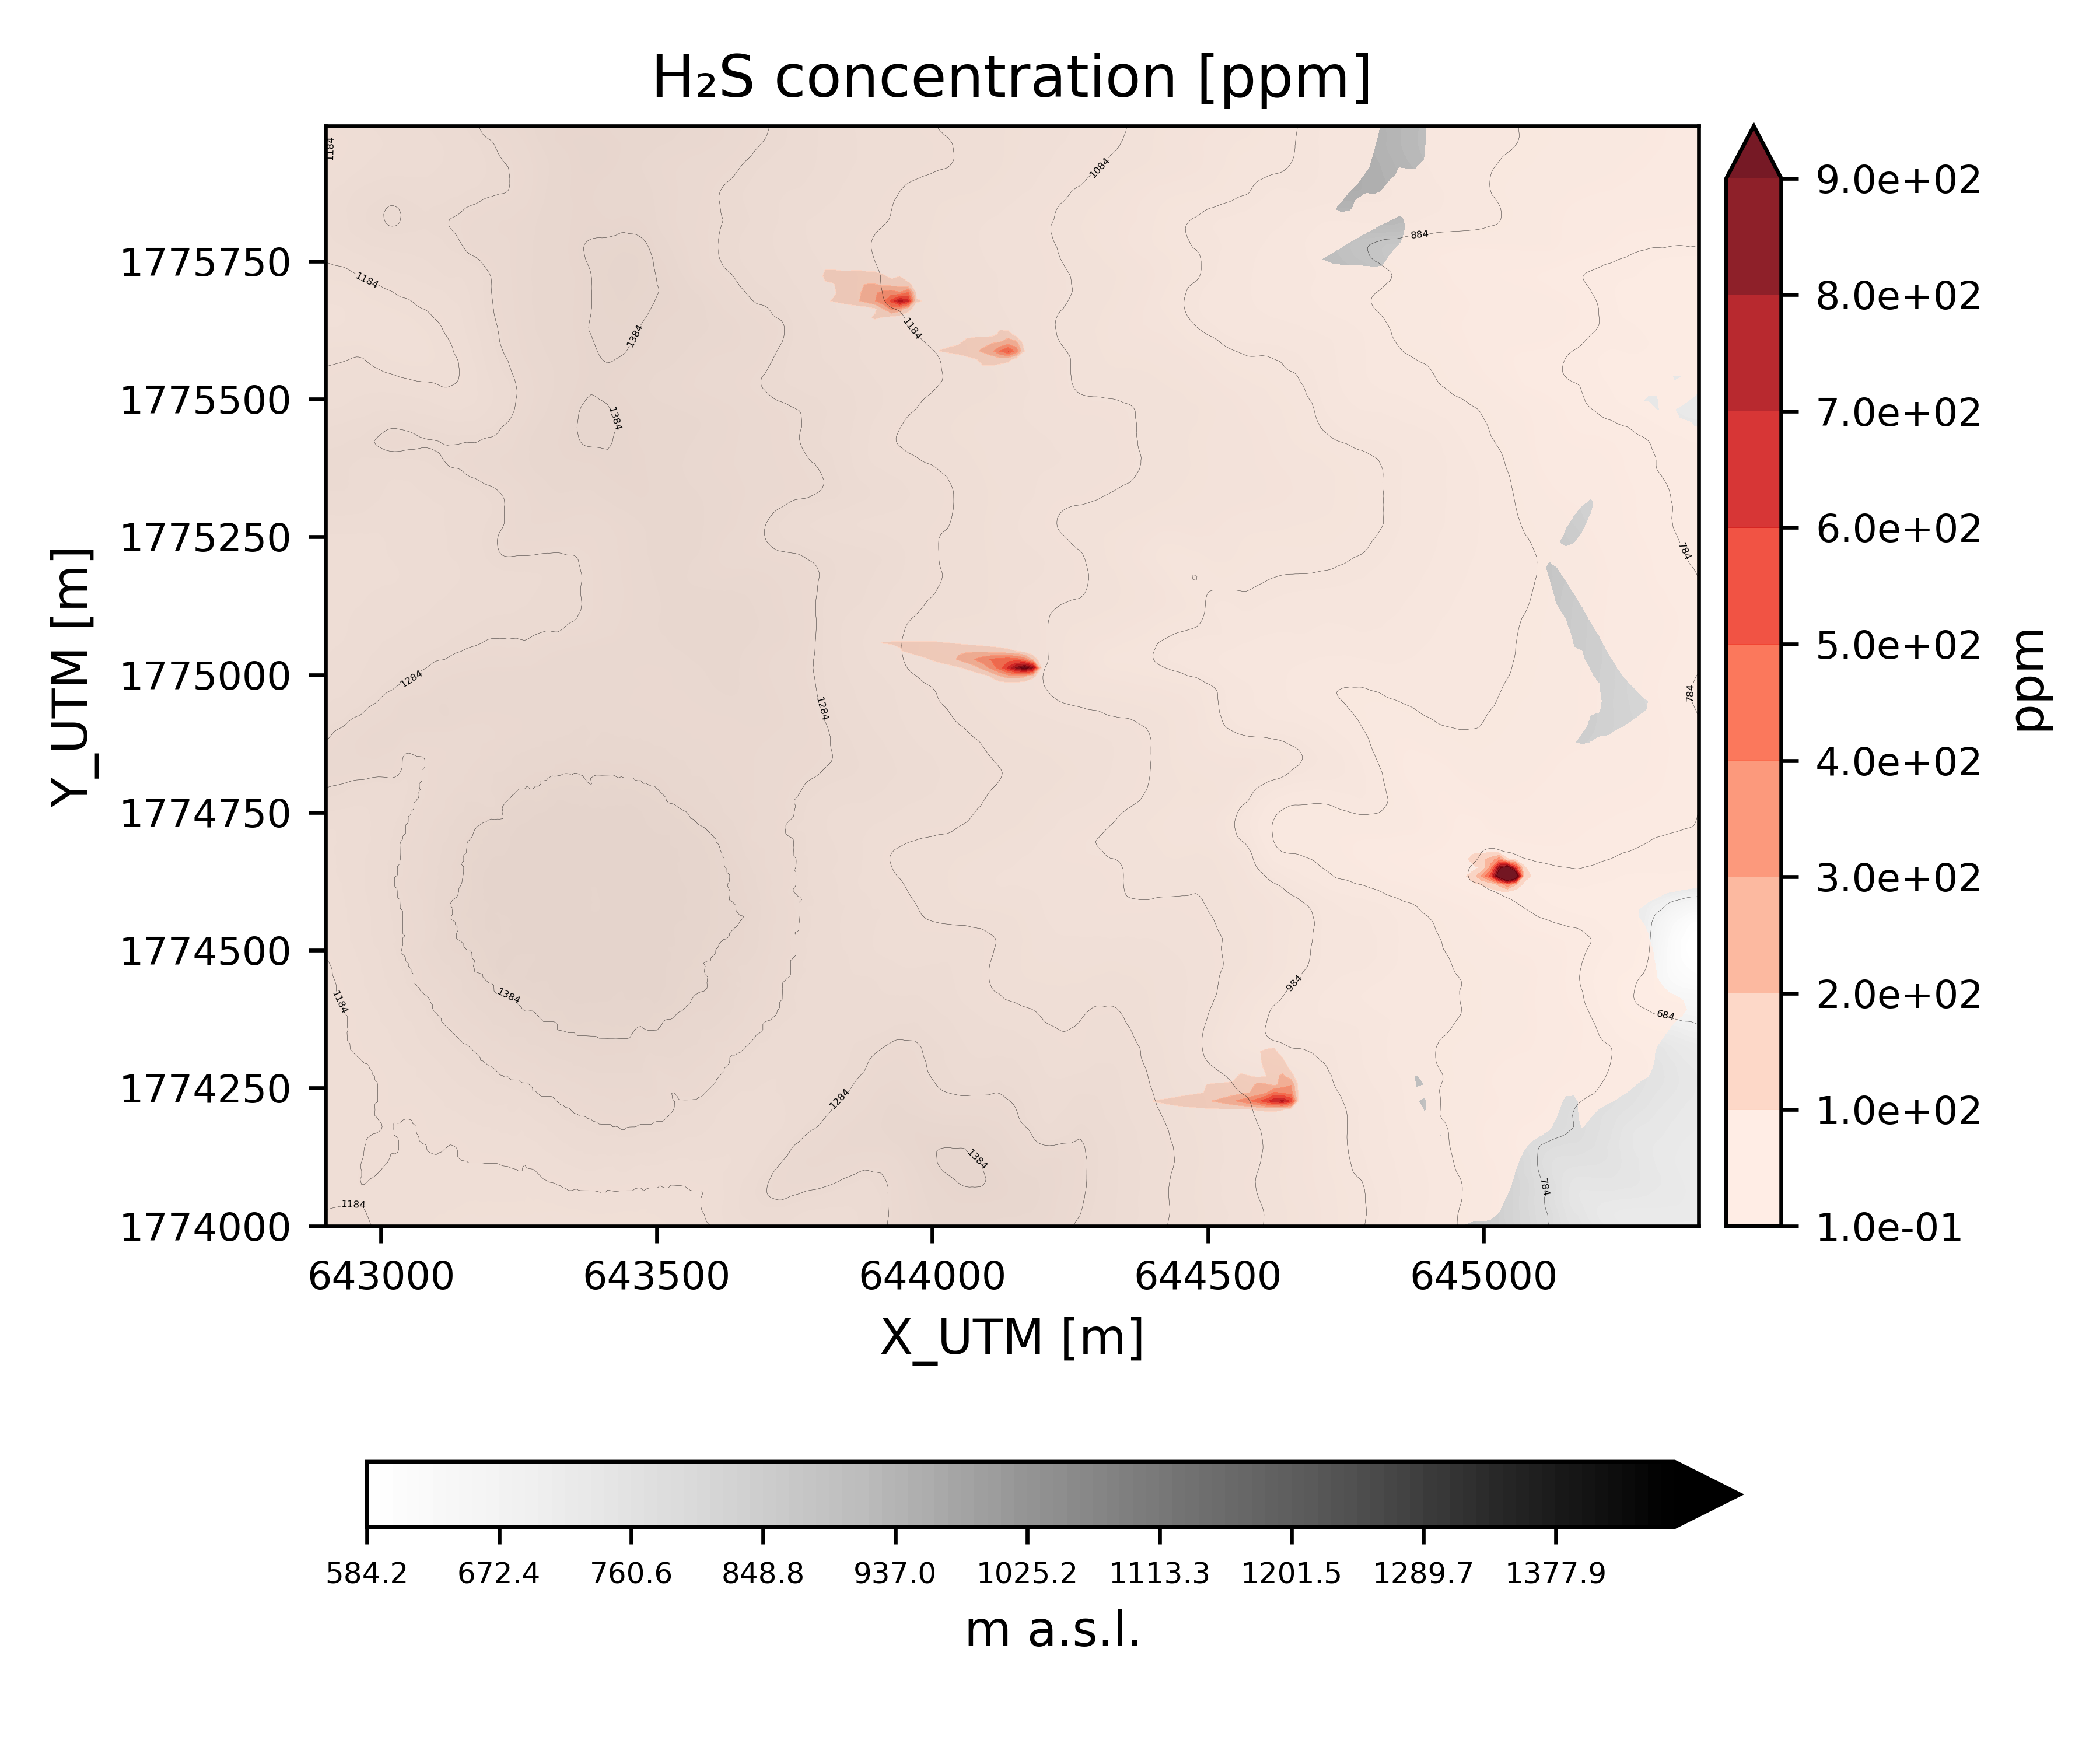 H₂S concentration [ppm]
Y_UTM [m]
1775750
1775500
1775250
1775000
1774750
1774500
1774250
1774000
1184
1084
884
1184
1384
1184
1384
784
1284
1284
784
1384
1184
984
684
1284
1384
1184
784
643000 643500 644000 644500 645000
X_UTM [m]
9.0e+02
8.0e+02
7.0e+02
6.0e+02
5.0e+02
4.0e+02
3.0e+02
2.0e+02
1.0e+02
1.0e-01
ppm
584.2 672.4 760.6 848.8 937.0 1025.2 1113.3 1201.5 1289.7 1377.9
m a.s.l.